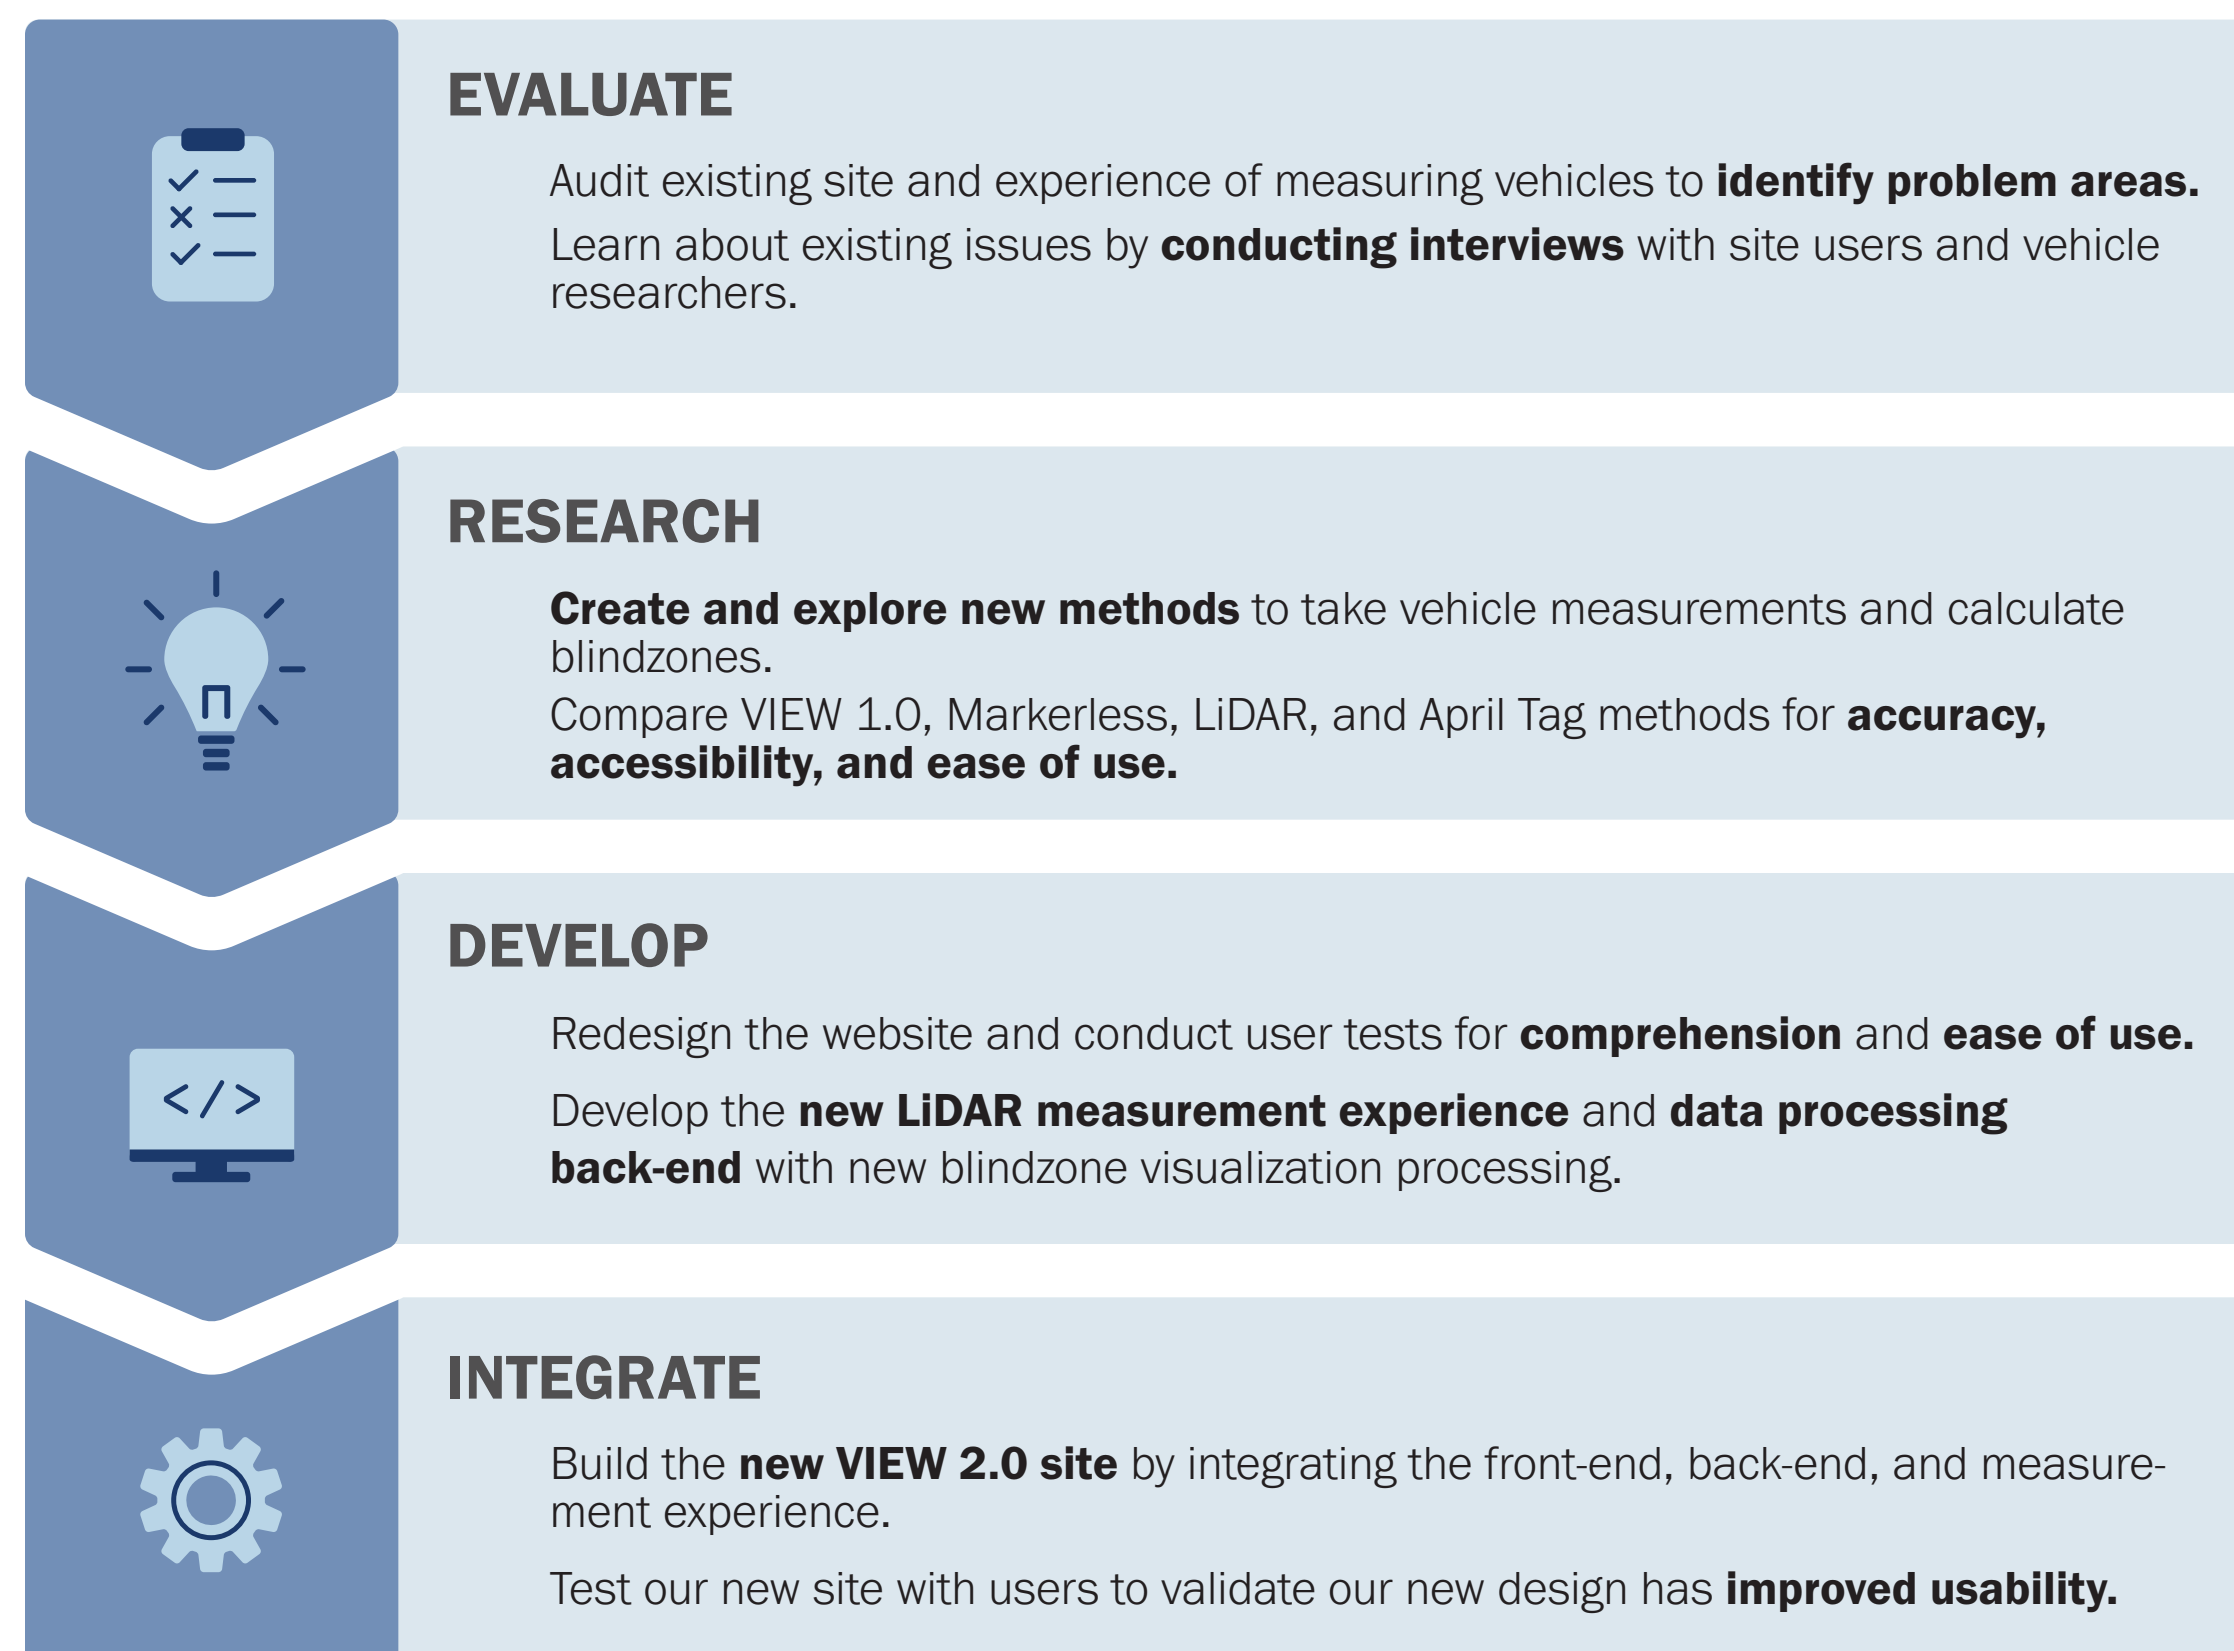 EVALUATE
Audit existing site and experience of measuring vehicles to identify problem areas.
Learn about existing issues by conducting interviews with site users and vehicle
researchers.
RESEARCH
Create and explore new methods to take vehicle measurements and calculate
blindzones.
Compare VIEW 1.0, Markerless, LiDAR, and April Tag methods for accuracy,
accessibility, and ease of use.
DEVELOP
Redesign the website and conduct user tests for comprehension and ease of use.
Develop the new LiDAR measurement experience and data processing
back-end with new blindzone visualization processing.
INTEGRATE
Build the new VIEW 2.0 site by integrating the front-end, back-end, and measure-
ment experience.
Test our new site with users to validate our new design has improved usability.